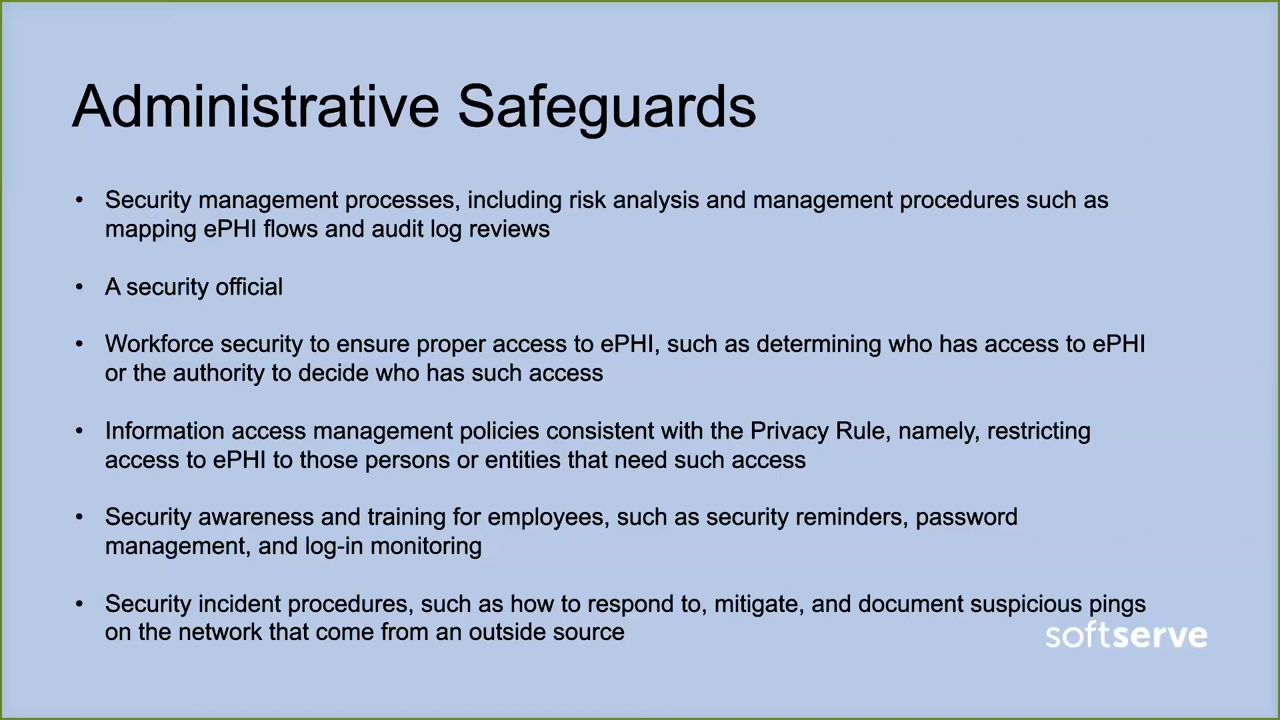 Administrative Safeguards
• Security management processes, including risk analysis and management procedures such as
mapping ePHI flows and audit log reviews
• A security official
• Workforce security to ensure proper access to ePHI, such as determining who has access to ePHI
or the authority to decide who has such access
• Information access management policies consistent with the Privacy Rule, namely, restricting
access to ePHI to those persons or entities that need such access
• Security awareness and training for employees, such as security reminders, password
management, and log-in monitoring
• Security incident procedures, such as how to respond to, mitigate, and document suspicious pings
on the network that come from an outside source
softserve